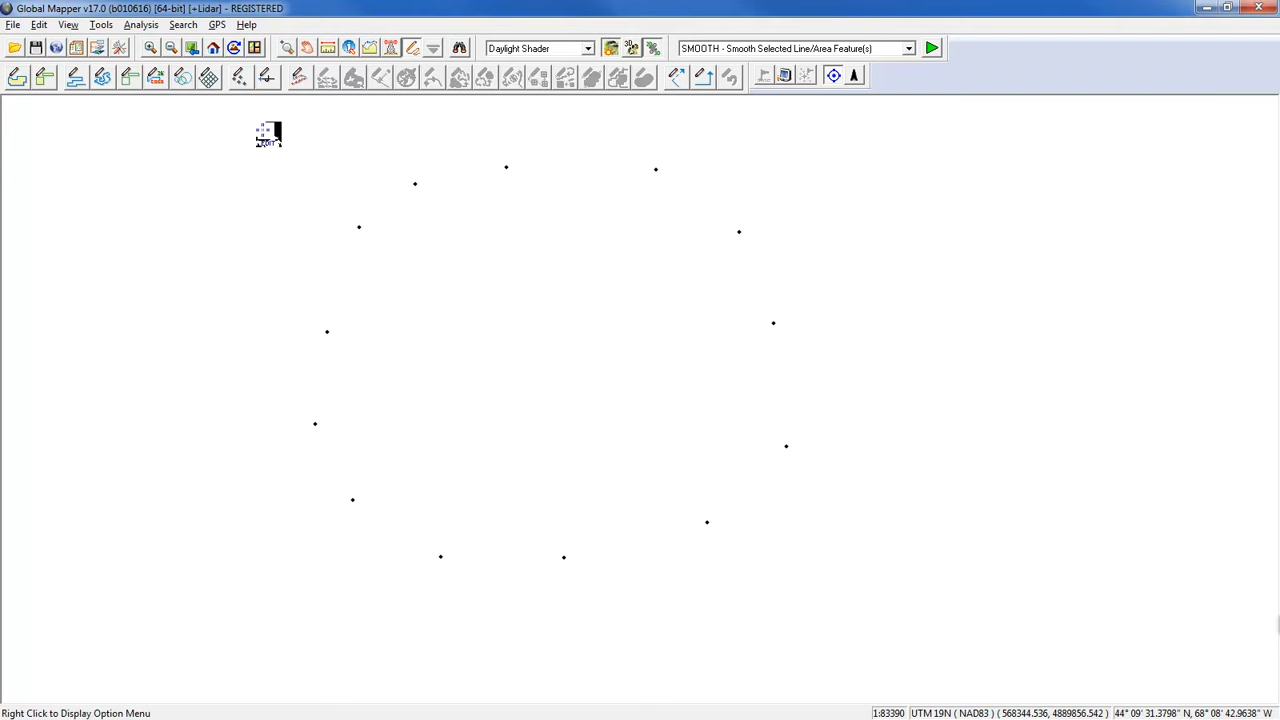 Global Mapper v17.0 (b010616) [64-bit] [+Lidar] - REGISTERED
File Edit View Tools Analysis Search GPS Help
Daylight Shader SMOOTH - Smooth Selected Line/Area Feature(s)
EDIT
Right Click to Display Option Menu 1:83390 UTM 19N ( NAD83 ) ( 568344.536, 4889856.542 ) 44° 09' 31.3798" N, 68° 08' 42.9638" W